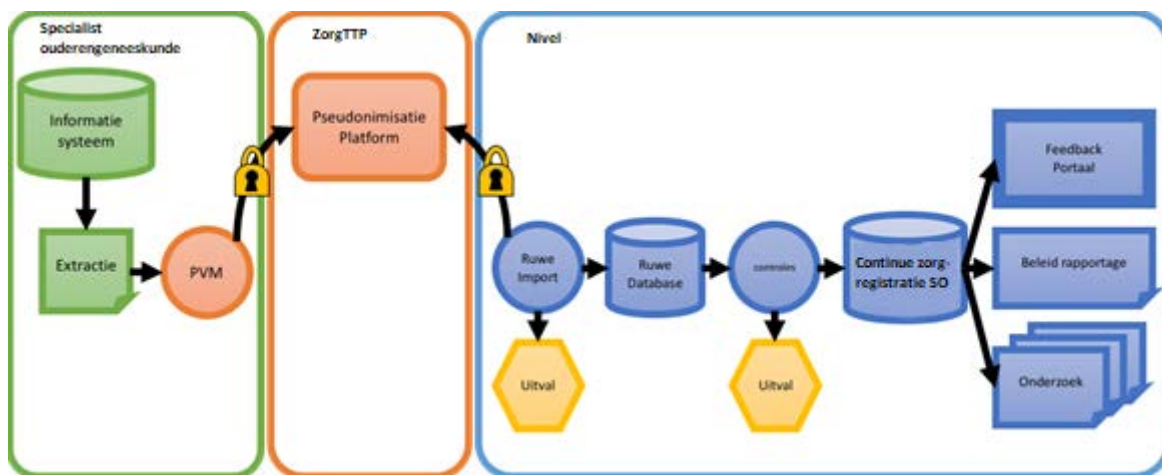 Specialist
ouderengeneeskunde
Informatie
systeem
Extractie
PVM
ZorgTTP
Pseudonimisatie
Platform
Nivel
Ruwe
Import
Uitval
Ruwe
Database
controles
Uitval
Continue zorg-
registratie SO
Feedback
Portaal
Beleid rapportage
Onderzoek